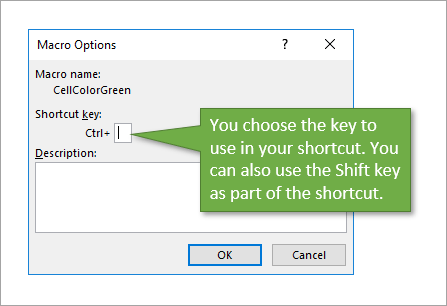 Macro Options
?
Macro name:
CellColorGreen
Shortcut key:
Ctrl+
You choose the key to
use in your shortcut. You
can also use the Shift key
as part of the shortcut.
Description:
OK
Cancel